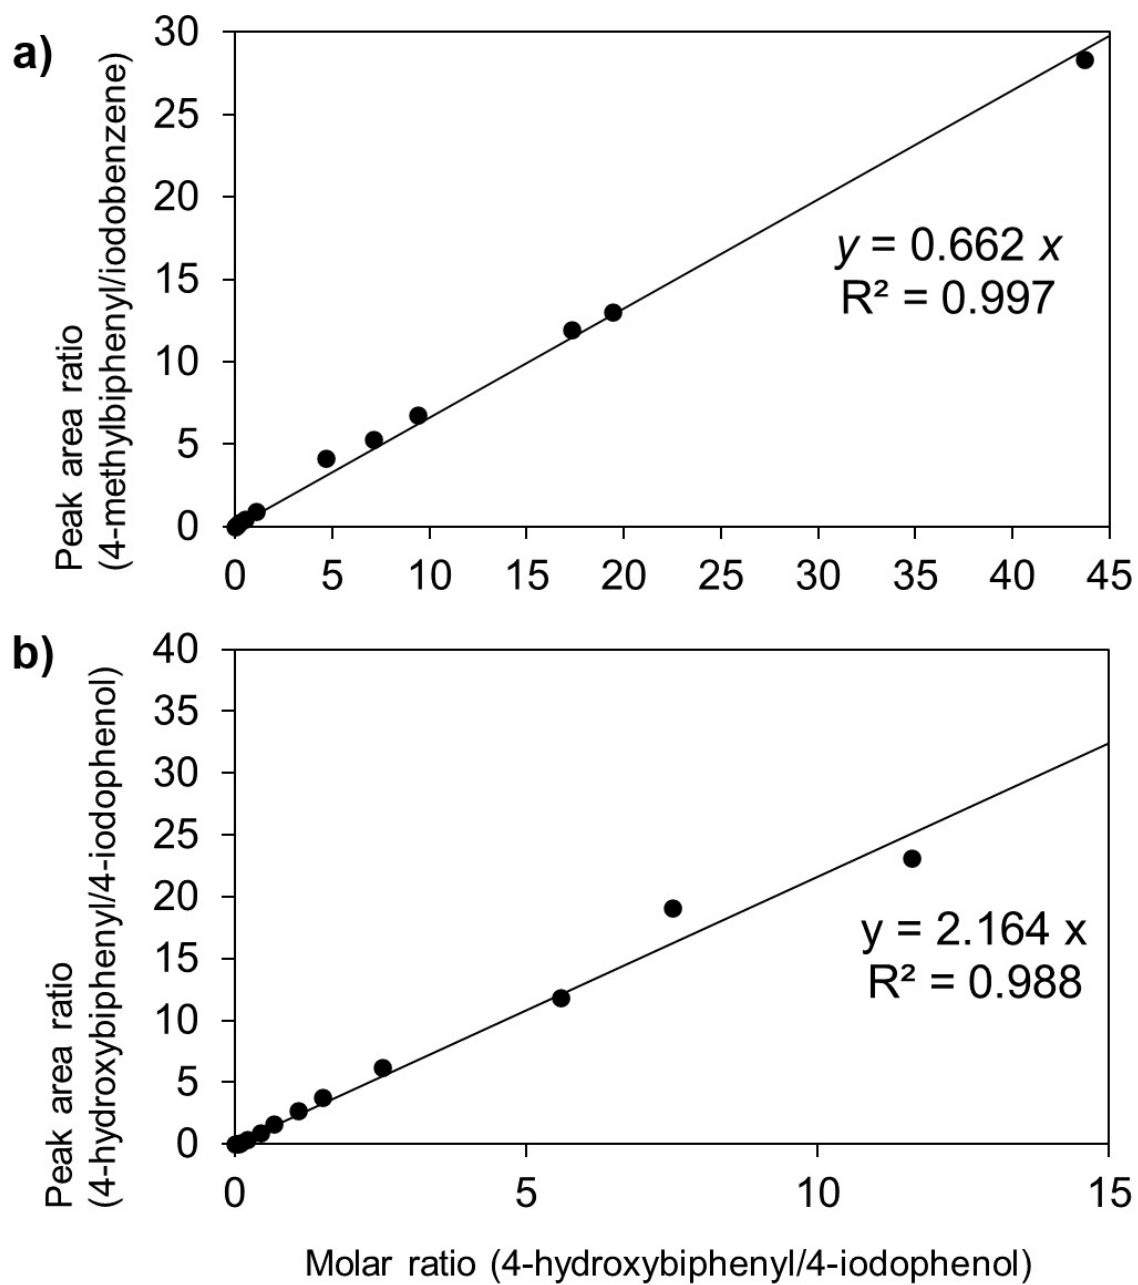 a)
Peak area ratio
(4-methylbiphenyl/iodobenzene)
30
25
20
15
10
5
0
y = 0.662 x
R² = 0.997
0 5 10 15 20 25 30 35 40 45
b)
Peak area ratio
(4-hydroxybiphenyl/4-iodophenol)
40
35
30
25
20
15
10
5
0
y = 2.164 x
R² = 0.988
0 5 10 15
Molar ratio (4-hydroxybiphenyl/4-iodophenol)